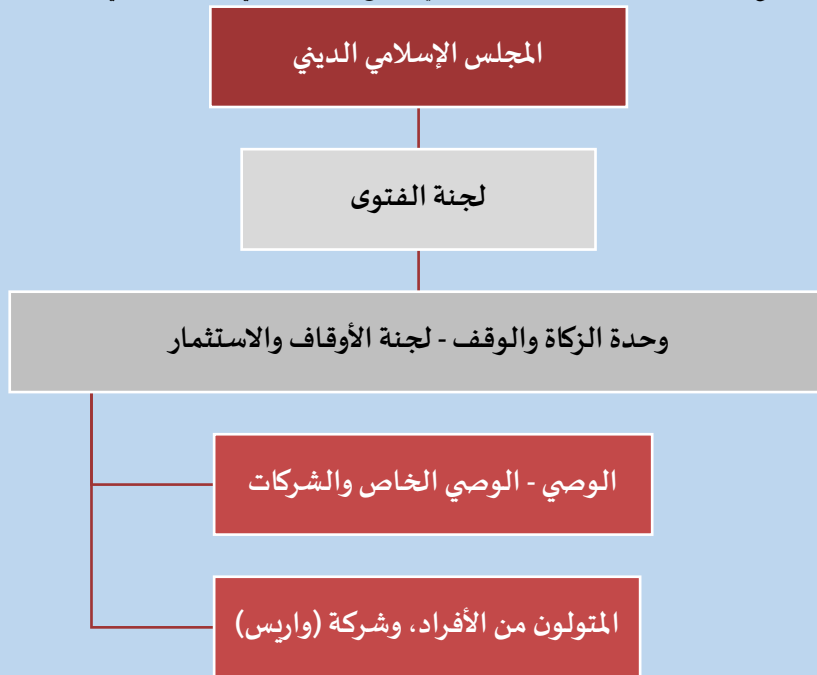 المجلس الإسلامي الديني
لجنة الفتوى
وحدة الزكاة والوقف - لجنة الأوقاف والاستثمار
الوصي - الوصي الخاص والشركات
المتولون من الأفراد، وشركة (واريس)